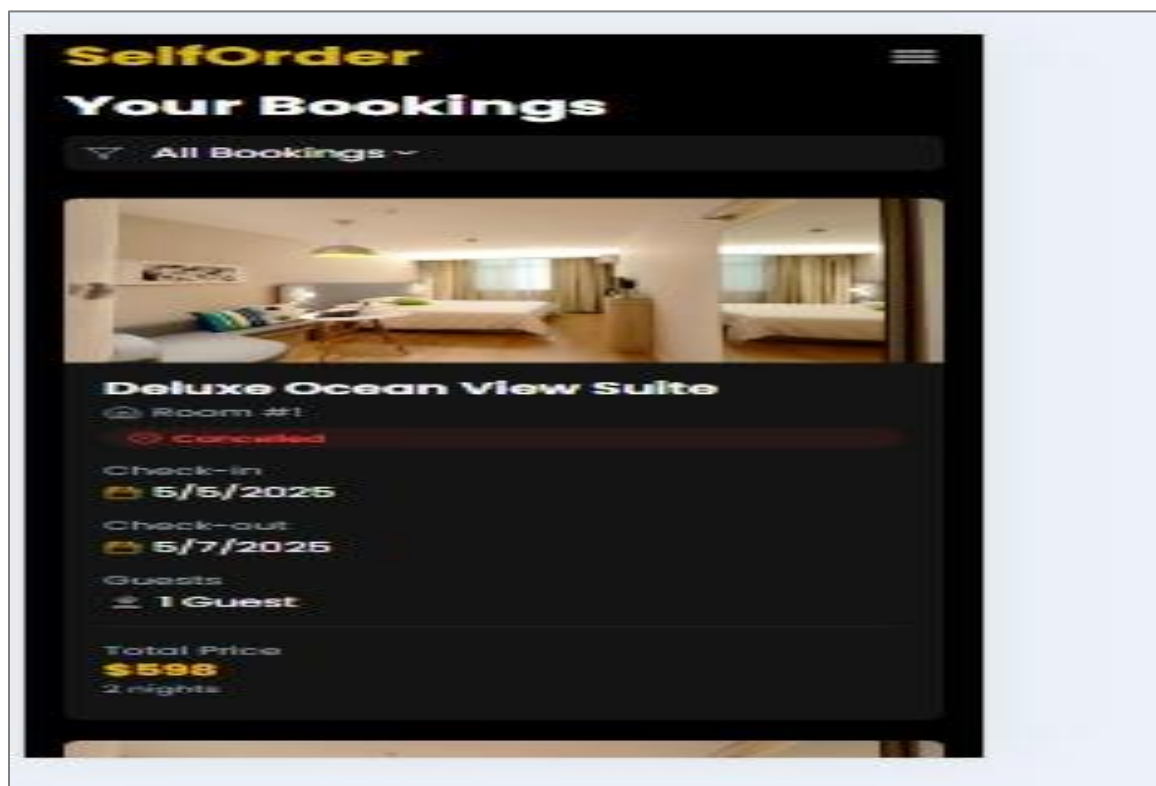 SelfOrder
Your Bookings
All Bookings
Deluxe Ocean View Suite
Room #1
Cancelled
Check-in
5/5/2025
Check-out
5/7/2025
Guests
1 Guest
Total Price
$598
2 nights